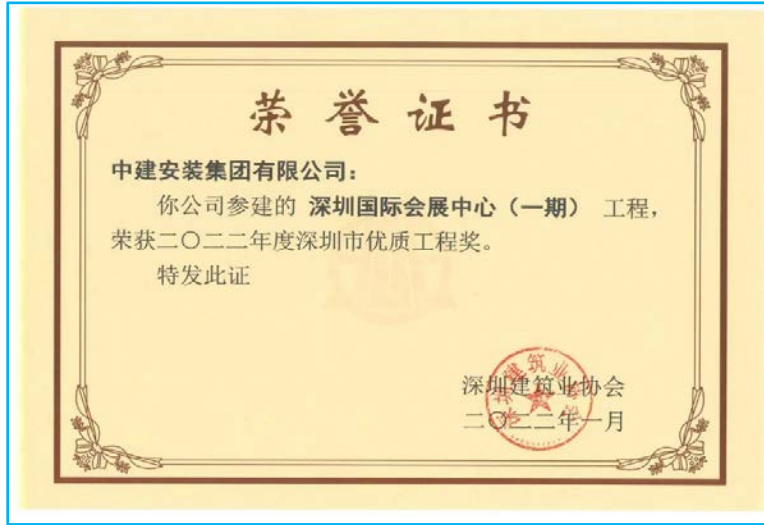 荣誉证书
中建安装集团有限公司：
你公司参建的 深圳国际会展中心（一期） 工程，
荣获二〇二二年度深圳市优质工程奖。
特发此证
深圳建筑业协会
二〇二二年一月